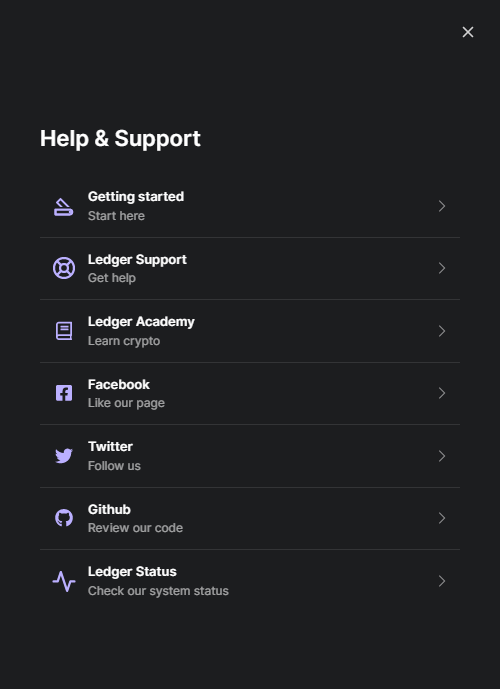 Help & Support
Getting started
Start here
Ledger Support
Get help
Ledger Academy
Learn crypto
Facebook
Like our page
Twitter
Follow us
Github
Review our code
Ledger Status
Check our system status